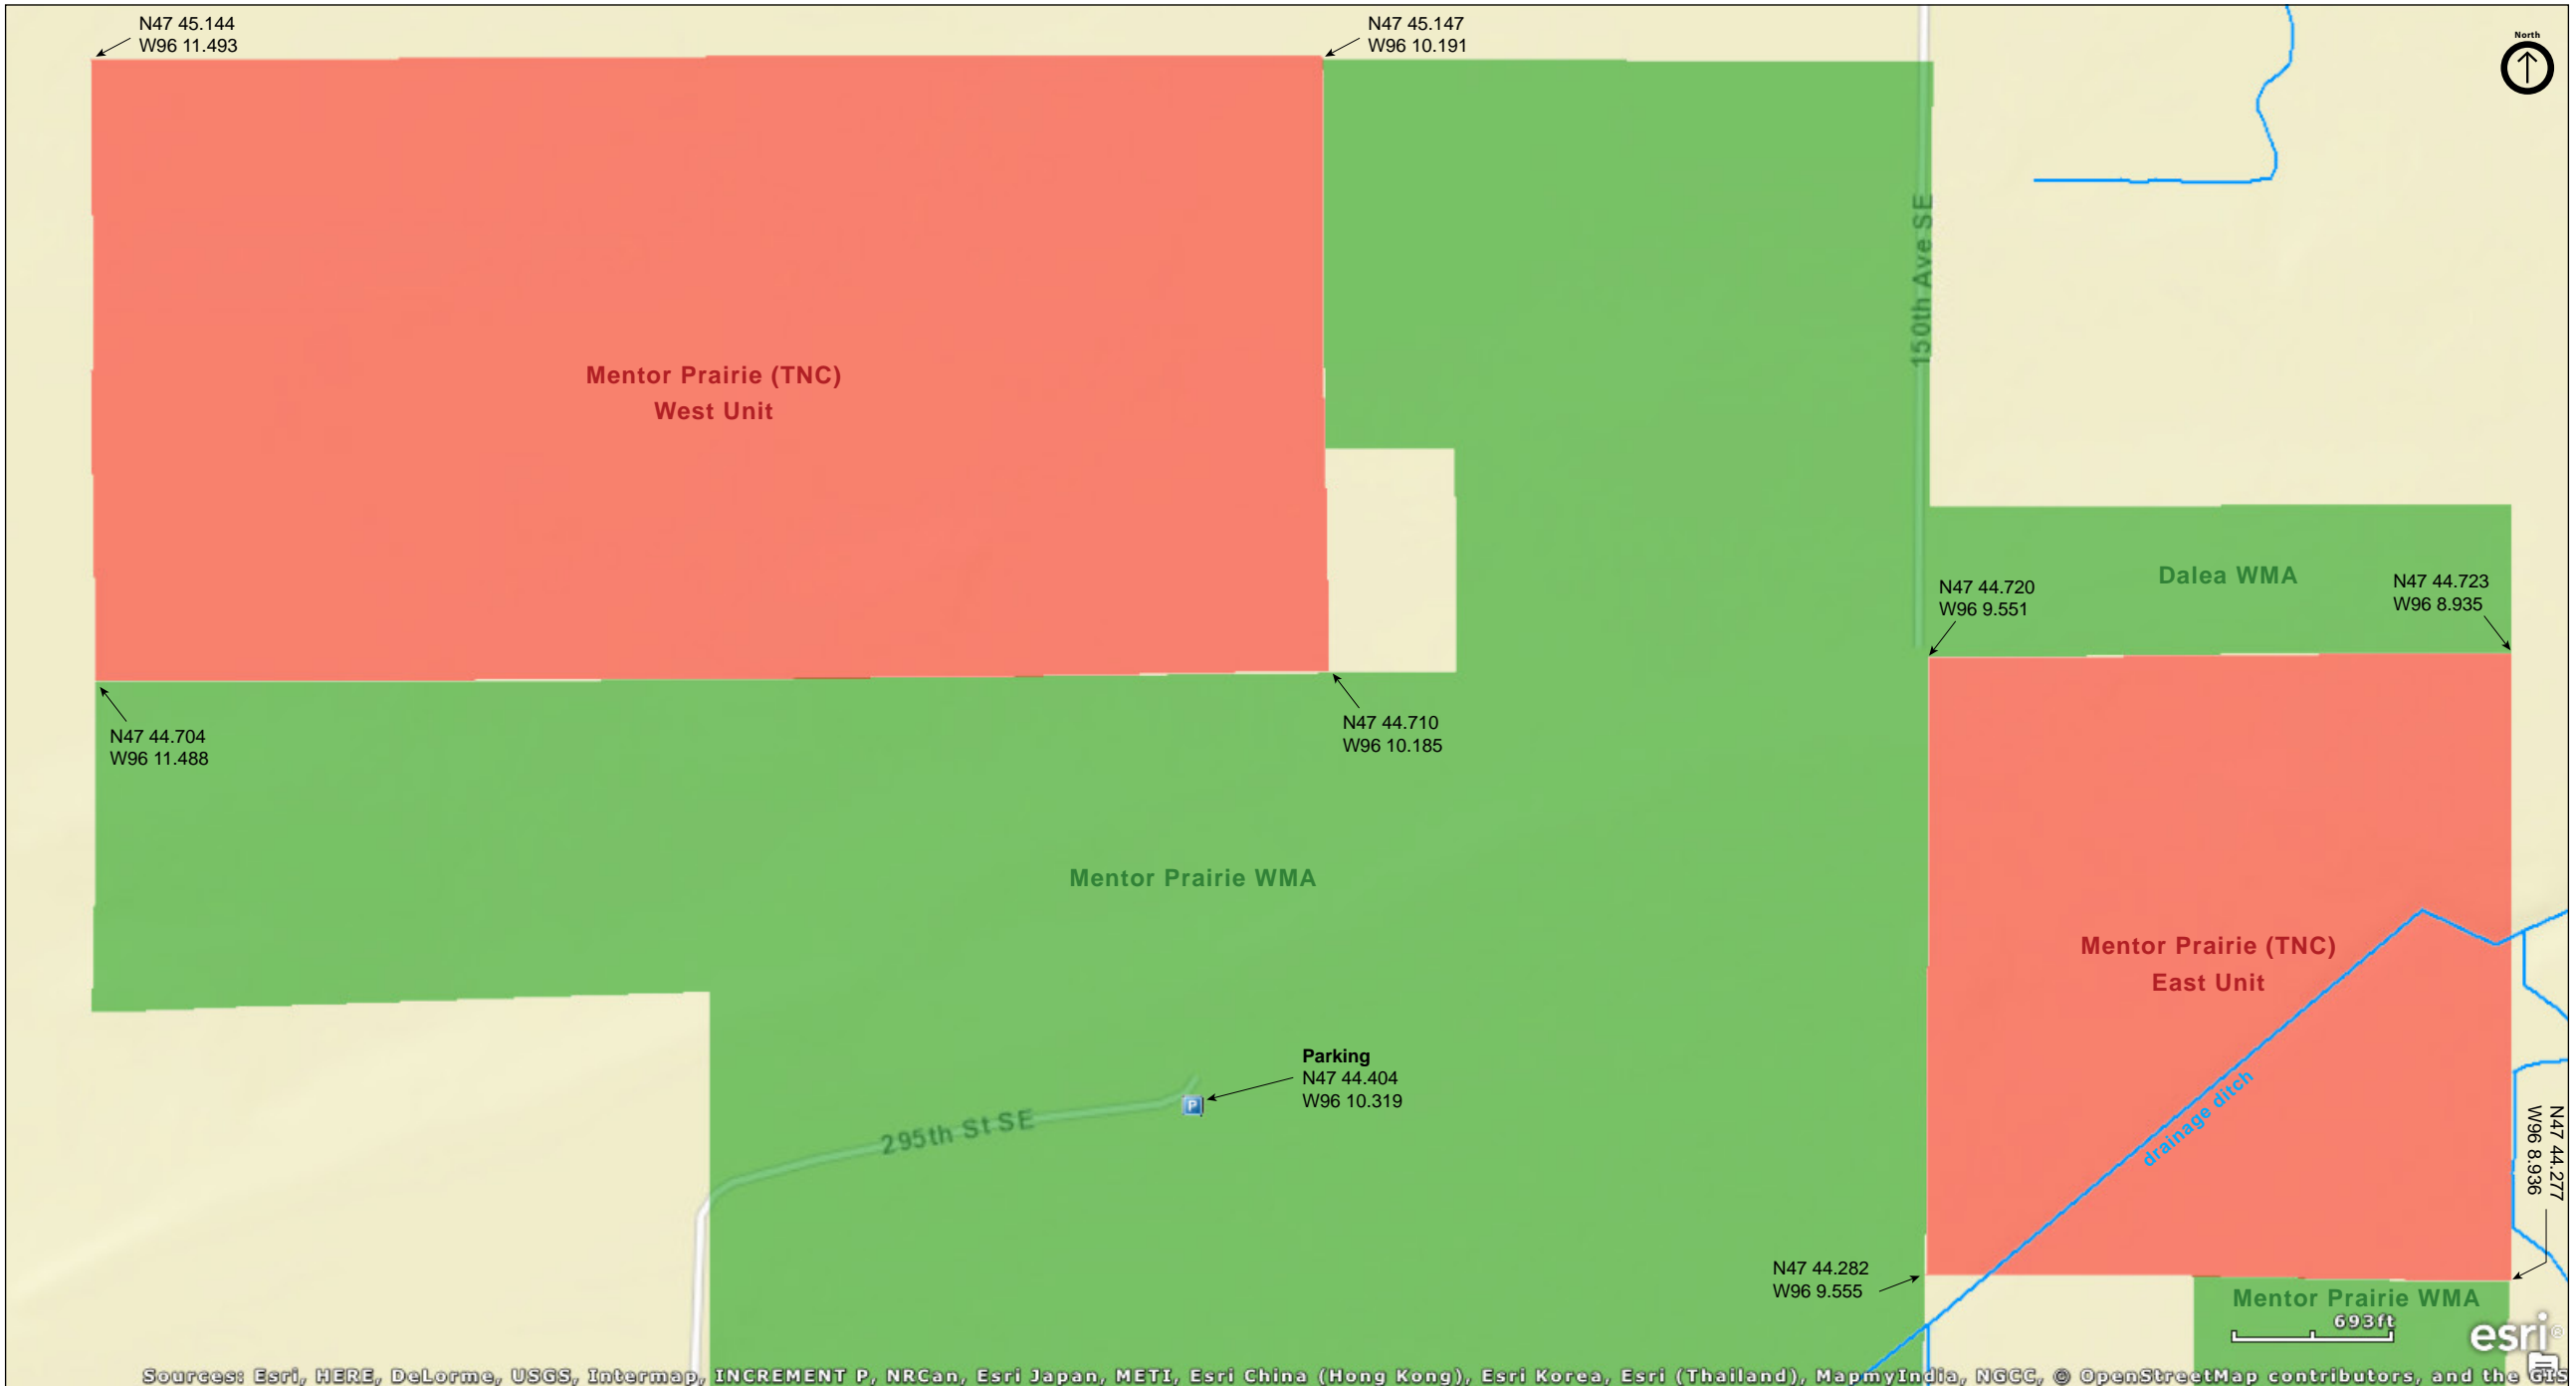 N47 45.144
W96 11.493
N47 45.147
W96 10.191
North
150th Ave SE
Mentor Prairie (TNC)
West Unit
Dalea WMA
N47 44.720
W96 9.551
N47 44.723
W96 8.935
N47 44.704
W96 11.488
N47 44.710
W96 10.185
Mentor Prairie WMA
Mentor Prairie (TNC)
East Unit
Parking
N47 44.404
W96 10.319
P
295th St SE
drainage ditch
N47 44.277
W96 8.936
N47 44.282
W96 9.555
Mentor Prairie WMA
693ft
esri®
Sources: Esri, HERE, DeLorme, USGS, Intermap, INCREMENT P, NRCan, Esri Japan, METI, Esri China (Hong Kong), Esri Korea, Esri (Thailand), MapmyIndia, NGCC, © OpenStreetMap contributors, and the GIS